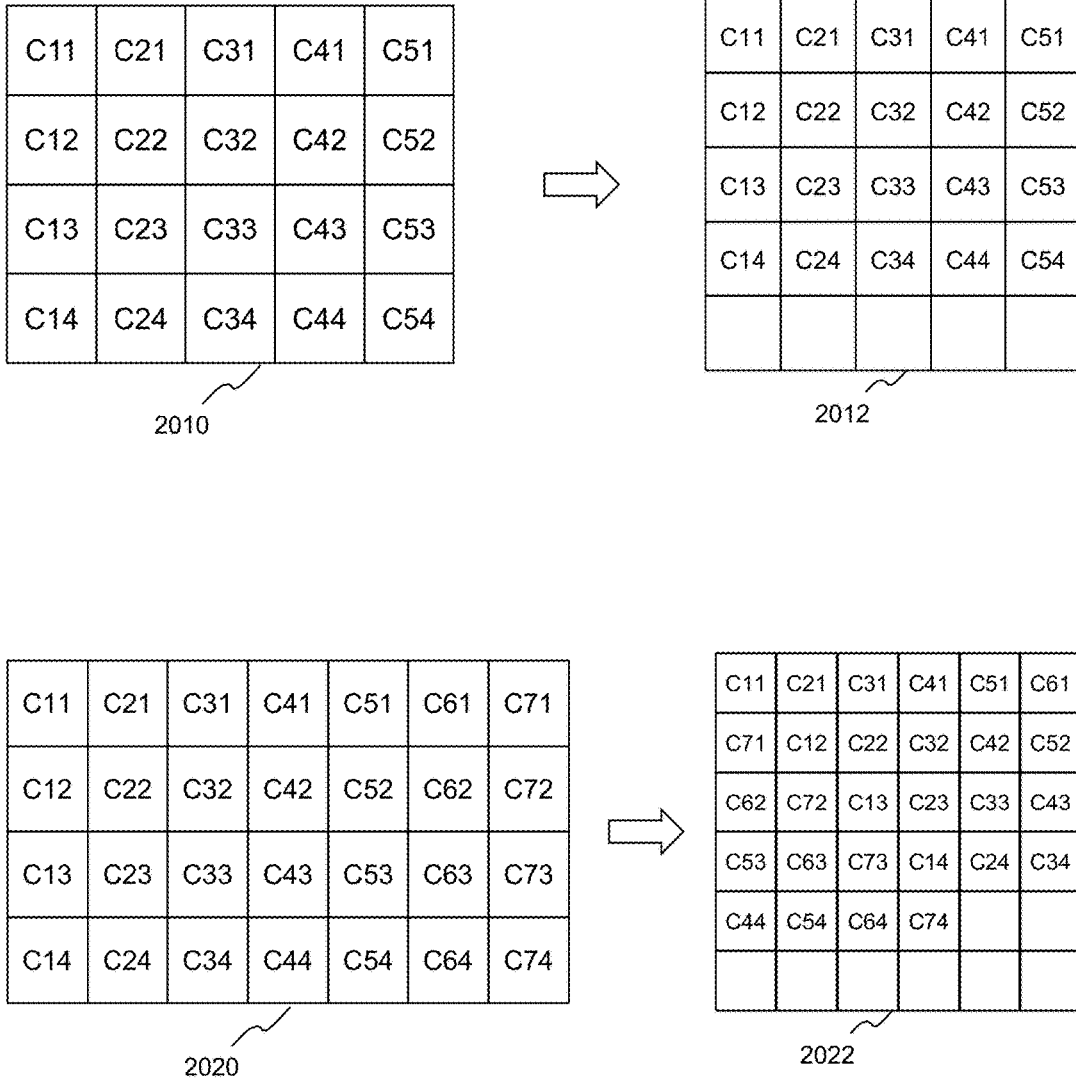 C11 C21 C31 C41 C51
C12 C22 C32 C42 C52
C13 C23 C33 C43 C53
C14 C24 C34 C44 C54
2010
C11 C21 C31 C41 C51
C12 C22 C32 C42 C52
C13 C23 C33 C43 C53
C14 C24 C34 C44 C54
2012
C11 C21 C31 C41 C51 C61 C71
C12 C22 C32 C42 C52 C62 C72
C13 C23 C33 C43 C53 C63 C73
C14 C24 C34 C44 C54 C64 C74
2020
C11 C21 C31 C41 C51 C61
C71 C12 C22 C32 C42 C52
C62 C72 C13 C23 C33 C43
C53 C63 C73 C14 C24 C34
C44 C54 C64 C74
2022